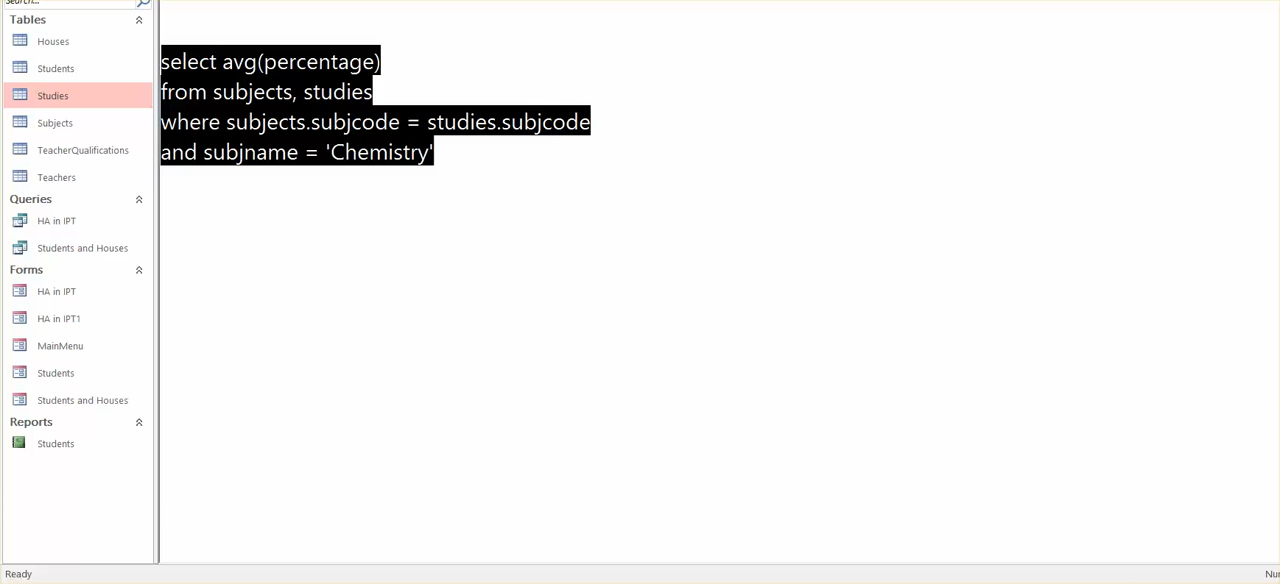 Search...
Tables
Houses
Students
Studies
Subjects
TeacherQualifications
Teachers
Queries
HA in IPT
Students and Houses
Forms
HA in IPT
HA in IPT1
MainMenu
Students
Students and Houses
Reports
Students
select avg(percentage)
from subjects, studies
where subjects.subjcode = studies.subjcode
and subjname = 'Chemistry'
Ready